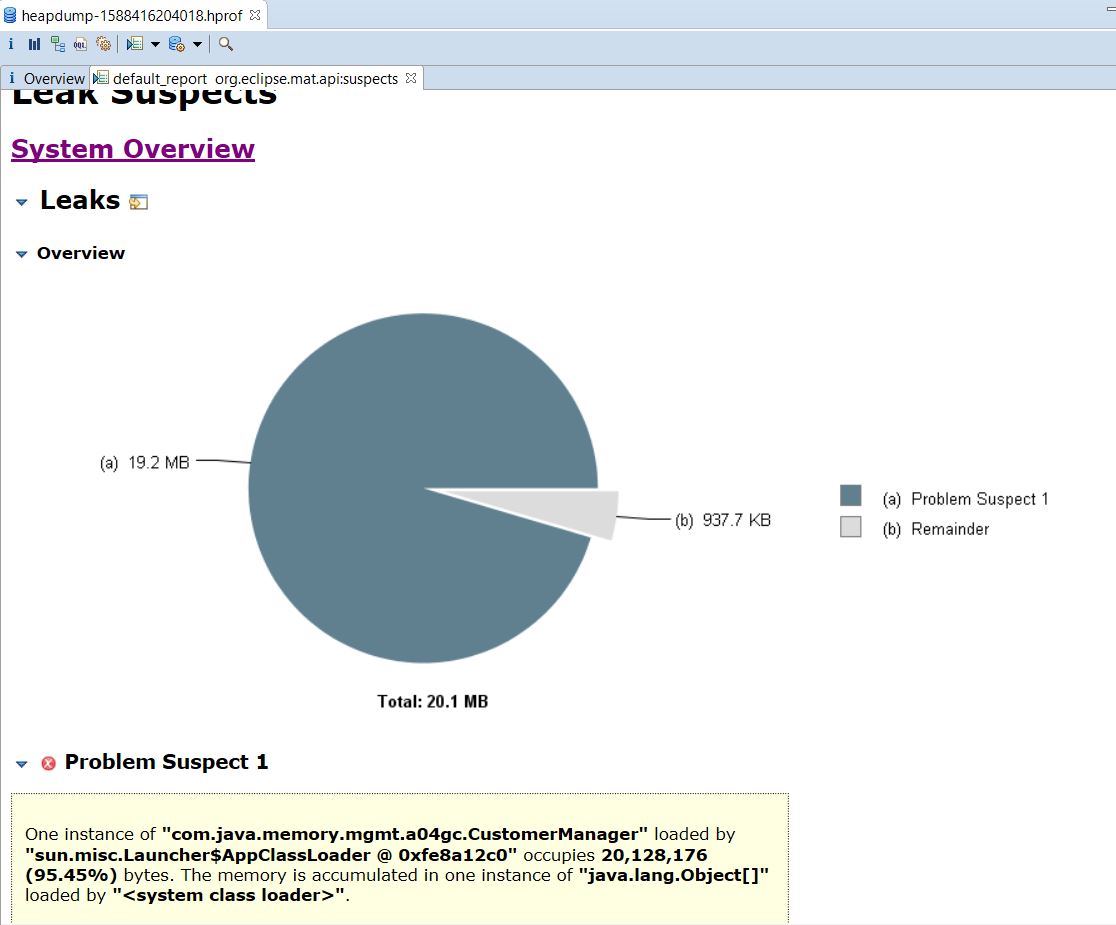 heapdump-1588416204018.hprof
i OQL
i Overview default_report org.eclipse.mat.api:suspects
Leak Suspects
System Overview
Leaks
Overview
(a) 19.2 MB
(b) 937.7 KB
(a) Problem Suspect 1
(b) Remainder
Total: 20.1 MB
Problem Suspect 1
One instance of "com.java.memory.mgmt.a04gc.CustomerManager" loaded by
"sun.misc.Launcher$AppClassLoader @ 0xfe8a12c0" occupies 20,128,176
(95.45%) bytes. The memory is accumulated in one instance of "java.lang.Object[]"
loaded by "<system class loader>".